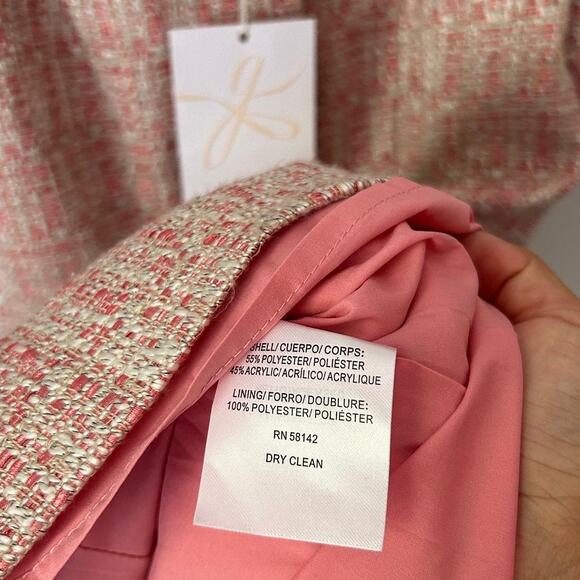 g
SHELL/ CUERPO/ CORPS:
55% POLYESTER/ POLIÉSTER
45% ACRYLIC/ ACRÍLICO/ ACRYLIQUE
LINING/ FORRO/ DOUBLURE:
100% POLYESTER/ POLIÉSTER
RN 58142
DRY CLEAN